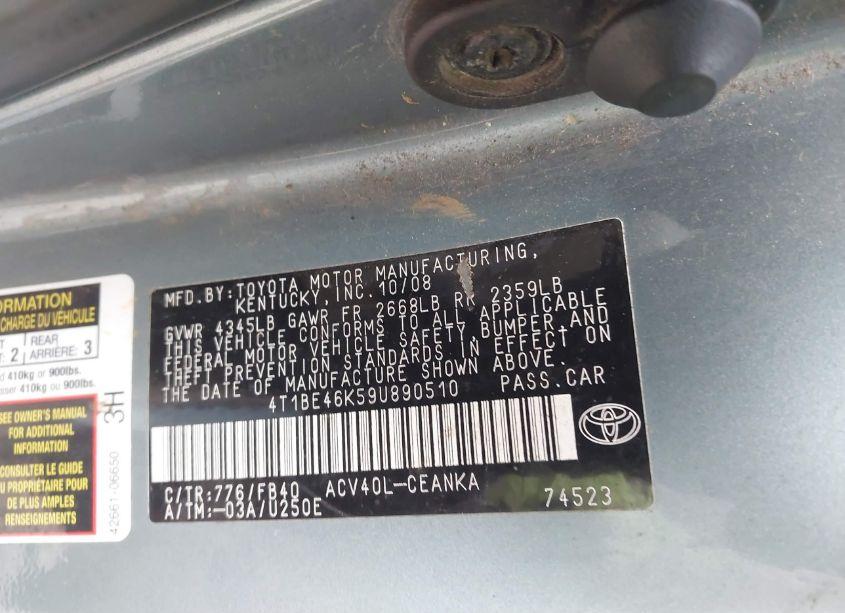 ORMATION
CHARGE DU VÉHICULE
2
REAR
ARRIÈRE: 3
410kg or 900lbs.
sser 410kg ou 900lbs.
SEE OWNER'S MANUAL
FOR ADDITIONAL
INFORMATION
CONSULTER LE GUIDE
DU PROPRIÉTAIRE POUR
DE PLUS AMPLES
RENSEIGNEMENTS
3H
42661-06650
MFD.BY: TOYOTA MOTOR MANUFACTURING,
KENTUCKY, INC. 10/08
GVWR 4345LB GAWR FR 2668LB RR 2359LB
THIS VEHICLE CONFORMS TO ALL APPLICABLE
FEDERAL MOTOR VEHICLE SAFETY, BUMPER, AND
THEFT PREVENTION STANDARDS IN EFFECT ON
THE DATE OF MANUFACTURE SHOWN ABOVE.
4T1BE46K59U890510 PASS.CAR
C/TR:776/FB40 ACV40L-CEANKA
A/TM:-03A/U250E 74523